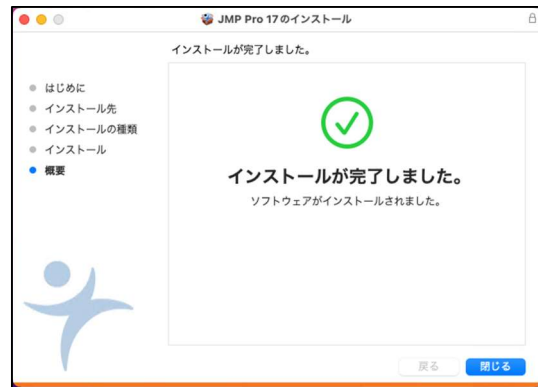 JMP Pro 17のインストール
インストールが完了しました。
はじめに
インストール先
インストールの種類
インストール
概要
インストールが完了しました。
ソフトウェアがインストールされました。
戻る
閉じる